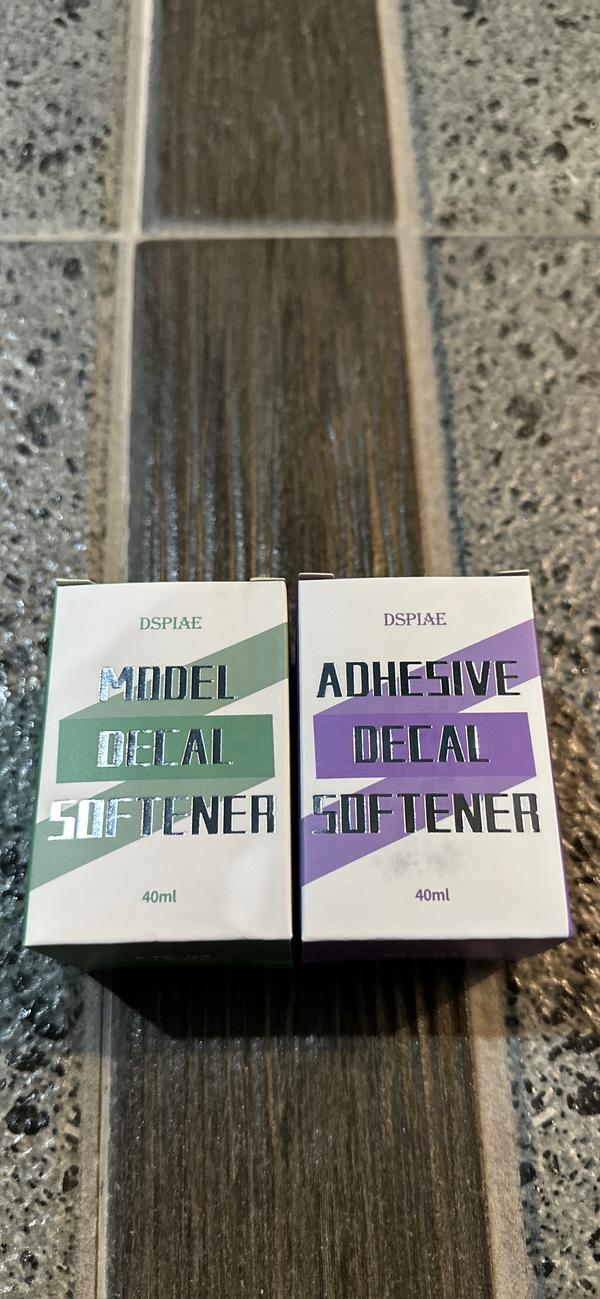 DSPIAE
MODEL
DECAL
SOFTENER
40ml
DSPIAE
ADHESIVE
DECAL
SOFTENER
40ml